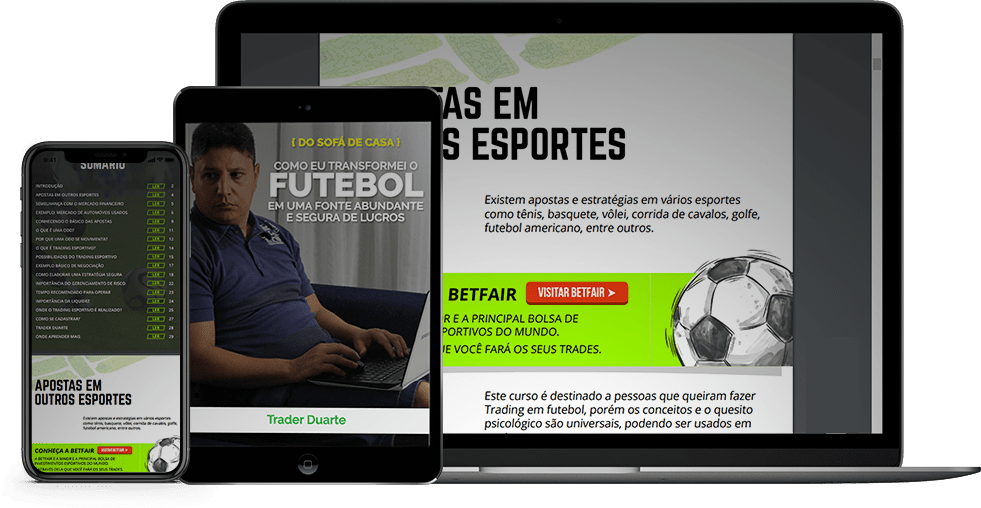 9:41
SUMÁRIO
INTRODUÇÃO LER 2
APOSTAS EM OUTROS ESPORTES LER 4
SEMELHANÇA COM O MERCADO FINANCEIRO LER 5
EXEMPLO: MERCADO DE AUTOMÓVEIS USADOS LER 6
CONHECENDO O BÁSICO DAS APOSTAS LER 9
O QUE É UMA ODD? LER 11
POR QUE UMA ODD SE MOVIMENTA? LER 13
O QUE É TRADING ESPORTIVO? LER 14
POSSIBILIDADES DO TRADING ESPORTIVO LER 15
EXEMPLO BÁSICO DE NEGOCIAÇÃO LER 17
COMO ELABORAR UMA ESTRATÉGIA SEGURA LER 18
IMPORTÂNCIA DO GERENCIAMENTO DE RISCO LER
TEMPO RECOMENDADO PARA OPERAR LER
IMPORTÂNCIA DA LIQUIDEZ LER 24
ONDE O TRADING ESPORTIVO É REALIZADO? LER 25
COMO SE CADASTRAR? LER 27
TRADER DUARTE LER 28
ONDE APRENDER MAIS LER 29
APOSTAS EM
OUTROS ESPORTES
Existem apostas e estratégias em vários esportes
como tênis, basquete, vôlei, corrida de cavalos, golfe,
futebol americano, entre outros.
CONHEÇA A BETFAIR VISITAR BETFAIR ➤
A BETFAIR É A MAIOR E A PRINCIPAL BOLSA DE
INVESTIMENTOS ESPORTIVOS DO MUNDO.
ATRAVÉS DELA QUE VOCÊ FARÁ OS SEUS TRADES.
{ DO SOFÁ DE CASA }
COMO EU TRANSFORMEI O
FUTEBOL
EM UMA FONTE ABUNDANTE
E SEGURA DE LUCROS
Trader Duarte
TAS EM
S ESPORTES
Existem apostas e estratégias em vários esportes
como tênis, basquete, vôlei, corrida de cavalos, golfe,
futebol americano, entre outros.
BETFAIR VISITAR BETFAIR ➤
R E A PRINCIPAL BOLSA DE
PORTIVOS DO MUNDO.
UE VOCÊ FARÁ OS SEUS TRADES.
Este curso é destinado a pessoas que queiram fazer
Trading em futebol, porém os conceitos e o quesito
psicológico são universais, podendo ser usados em